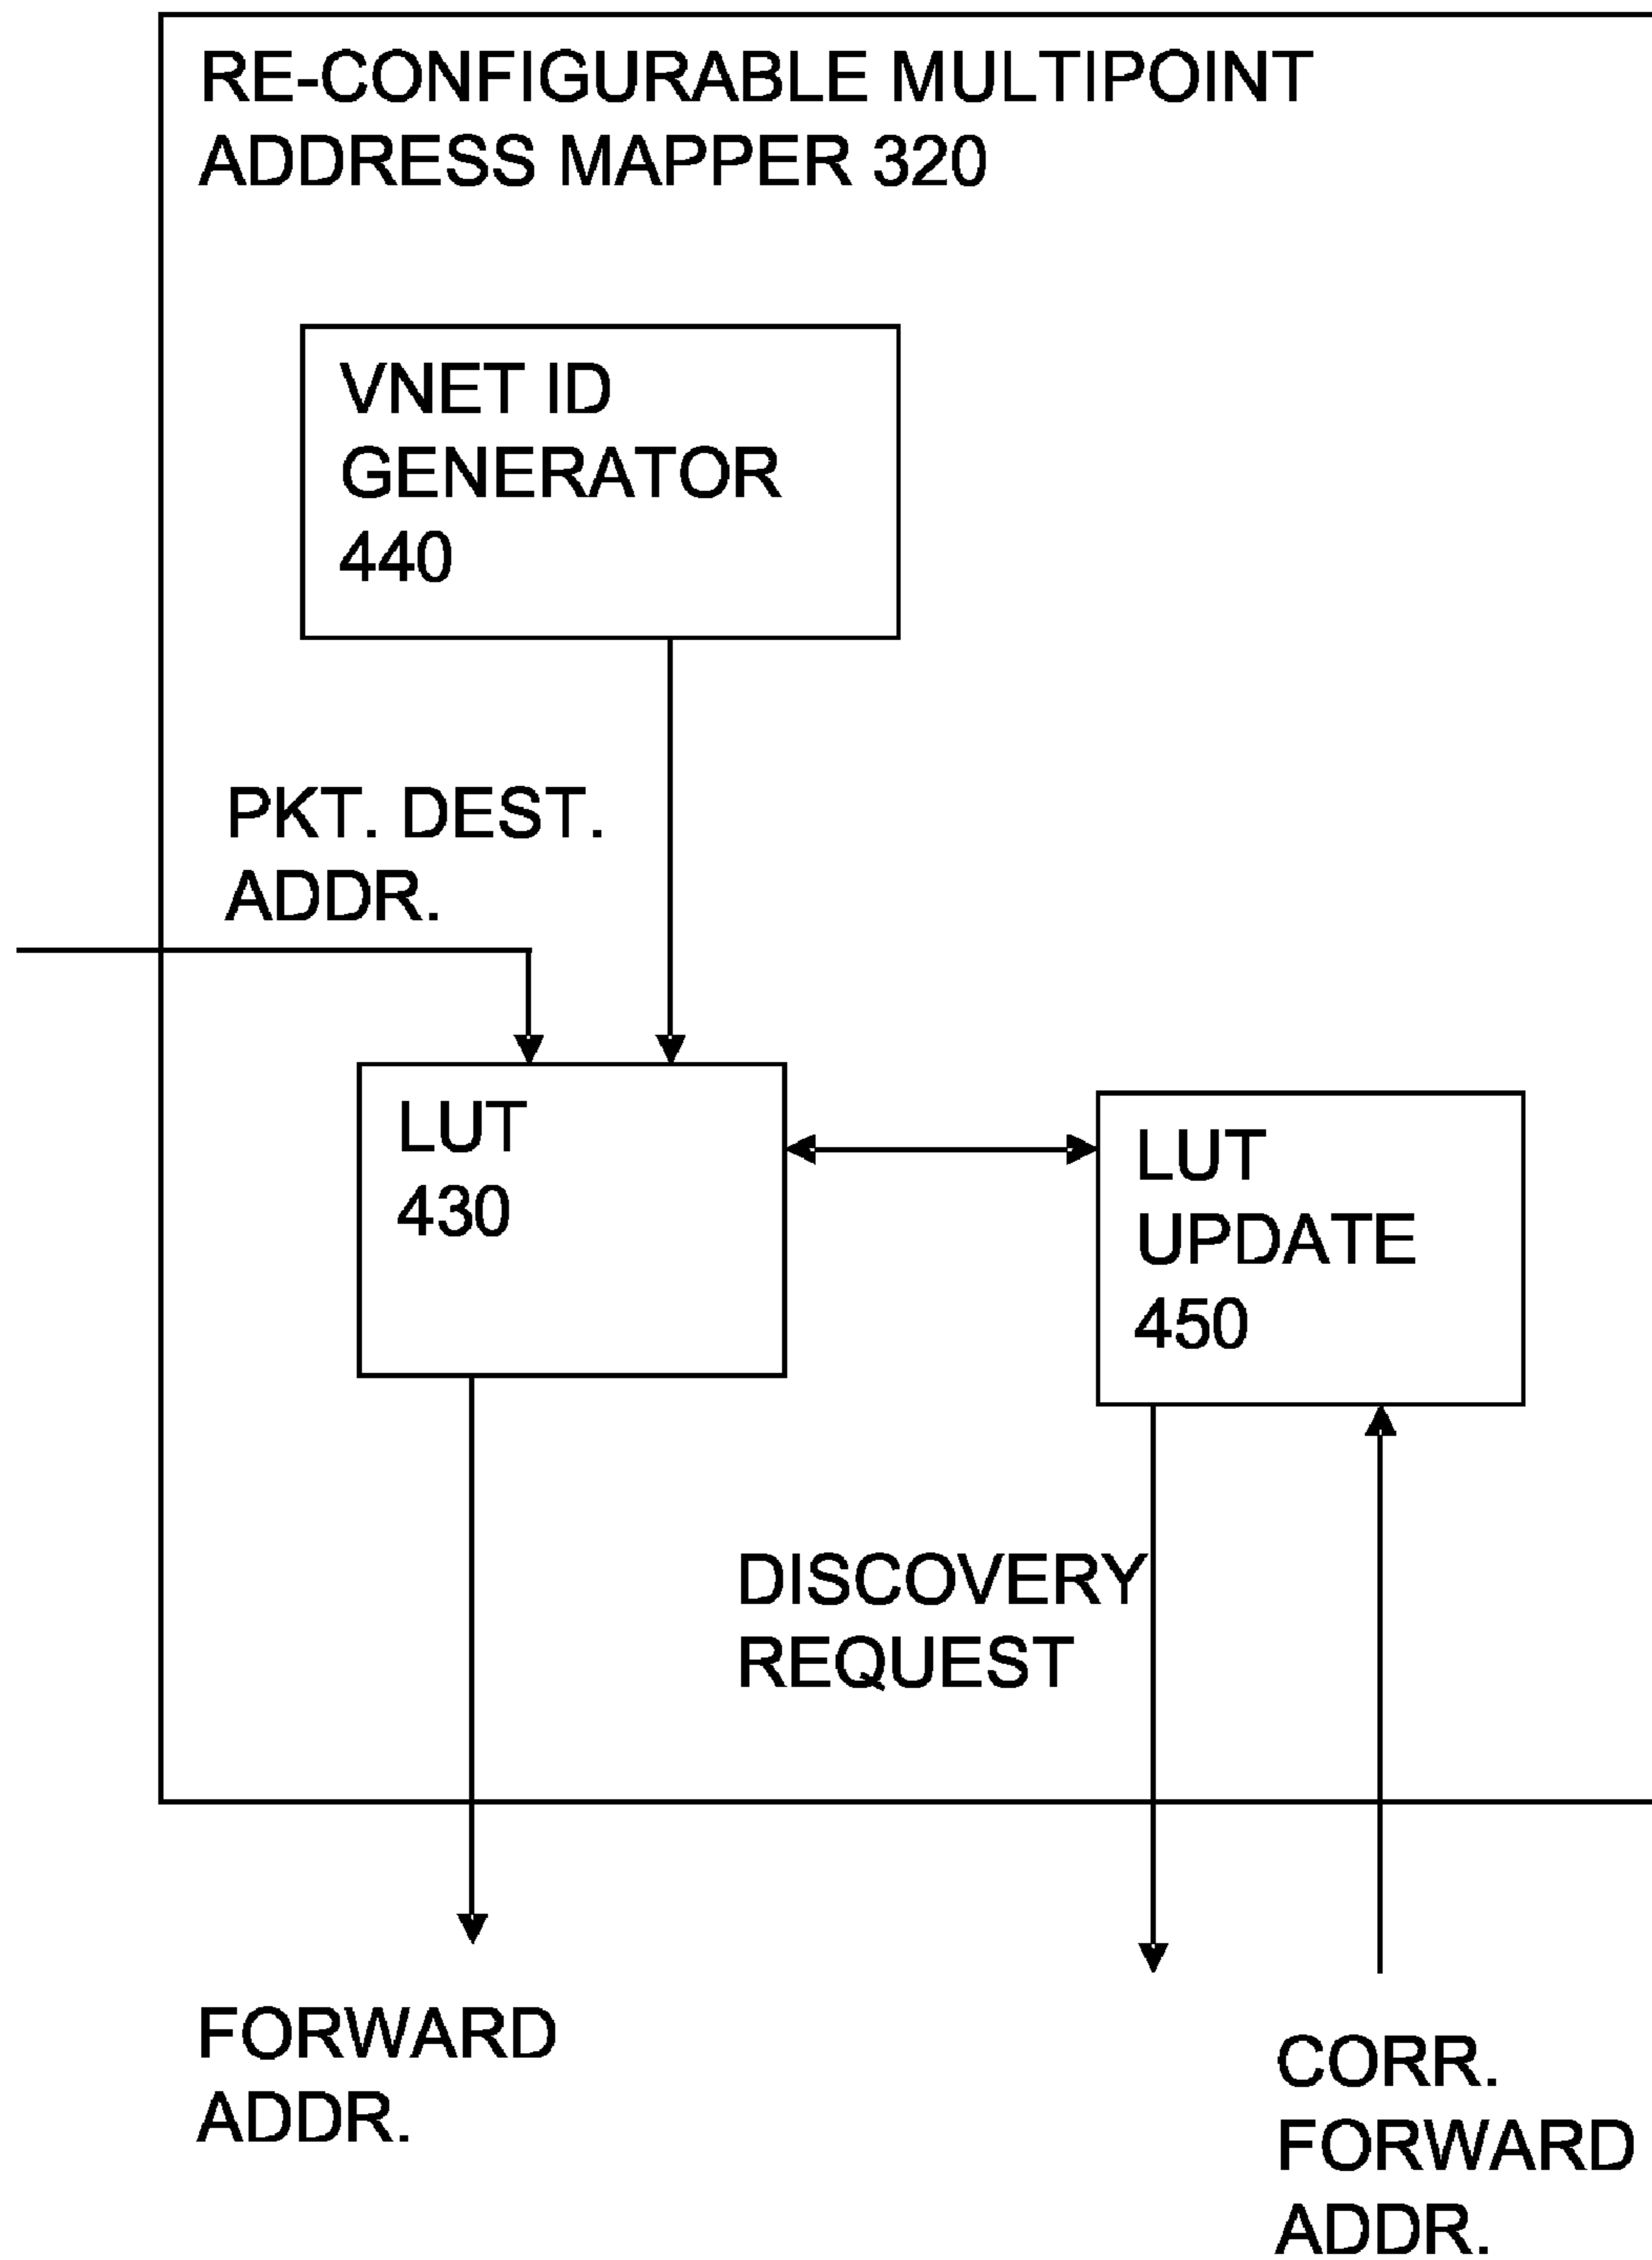 RE-CONFIGURABLE MULTIPOINT
ADDRESS MAPPER 320
VNET ID
GENERATOR
440
PKT. DEST.
ADDR.
LUT
430
LUT
UPDATE
450
DISCOVERY
REQUEST
FORWARD
ADDR.
CORR.
FORWARD
ADDR.